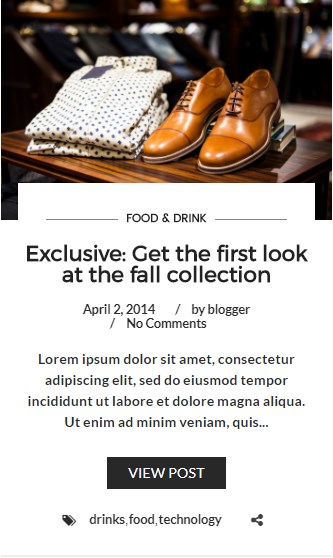 FOOD & DRINK
Exclusive: Get the first look
at the fall collection
April 2, 2014 / by blogger
/ No Comments
Lorem ipsum dolor sit amet, consectetur
adipiscing elit, sed do eiusmod tempor
incididunt ut labore et dolore magna aliqua.
Ut enim ad minim veniam, quis...
VIEW POST
drinks,food,technology